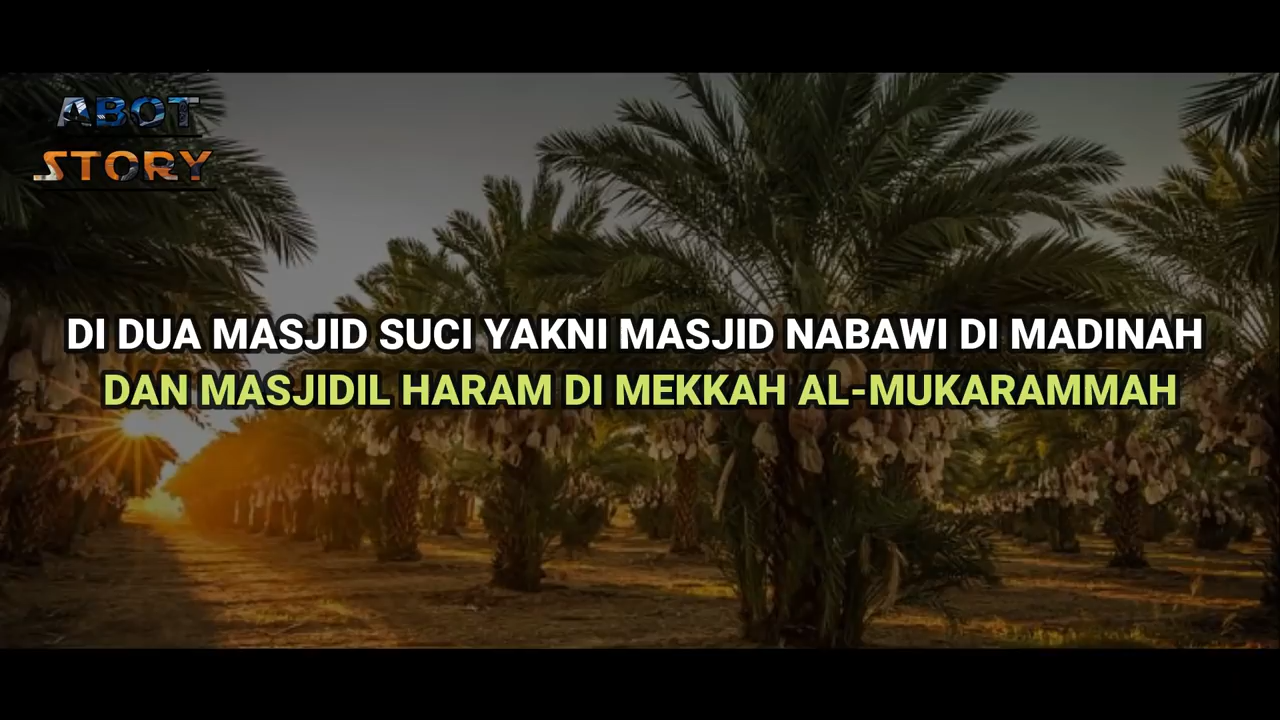 ABOT
STORY
DI DUA MASJID SUCI YAKNI MASJID NABAWI DI MADINAH
DAN MASJIDIL HARAM DI MEKKAH AL-MUKARAMMAH